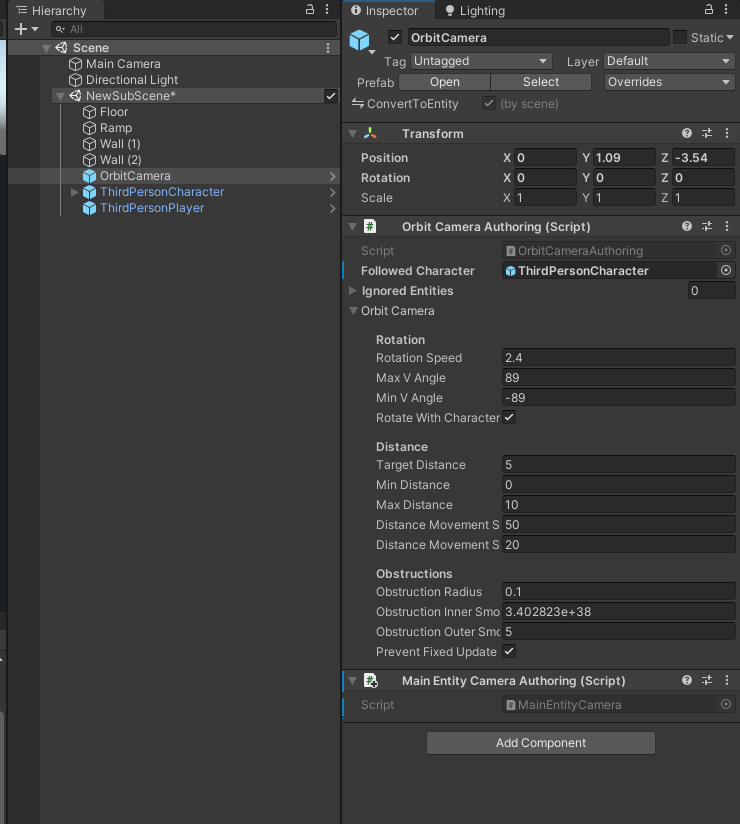 Hierarchy
All
Scene
Main Camera
Directional Light
NewSubScene*
Floor
Ramp
Wall (1)
Wall (2)
OrbitCamera
ThirdPersonCharacter
ThirdPersonPlayer
Inspector Lighting
OrbitCamera Static
Tag Untagged Layer Default
Prefab Open Select Overrides
ConvertToEntity (by scene)
Transform
Position X 0 Y 1.09 Z -3.54
Rotation X 0 Y 0 Z 0
Scale X 1 Y 1 Z 1
# Orbit Camera Authoring (Script)
Script # OrbitCameraAuthoring
Followed Character ThirdPersonCharacter
Ignored Entities 0
Orbit Camera
Rotation
Rotation Speed 2.4
Max V Angle 89
Min V Angle -89
Rotate With Character
Distance
Target Distance 5
Min Distance 0
Max Distance 10
Distance Movement S 50
Distance Movement S 20
Obstructions
Obstruction Radius 0.1
Obstruction Inner Smo 3.402823e+38
Obstruction Outer Smo 5
Prevent Fixed Update
# Main Entity Camera Authoring (Script)
Script # MainEntityCamera
Add Component